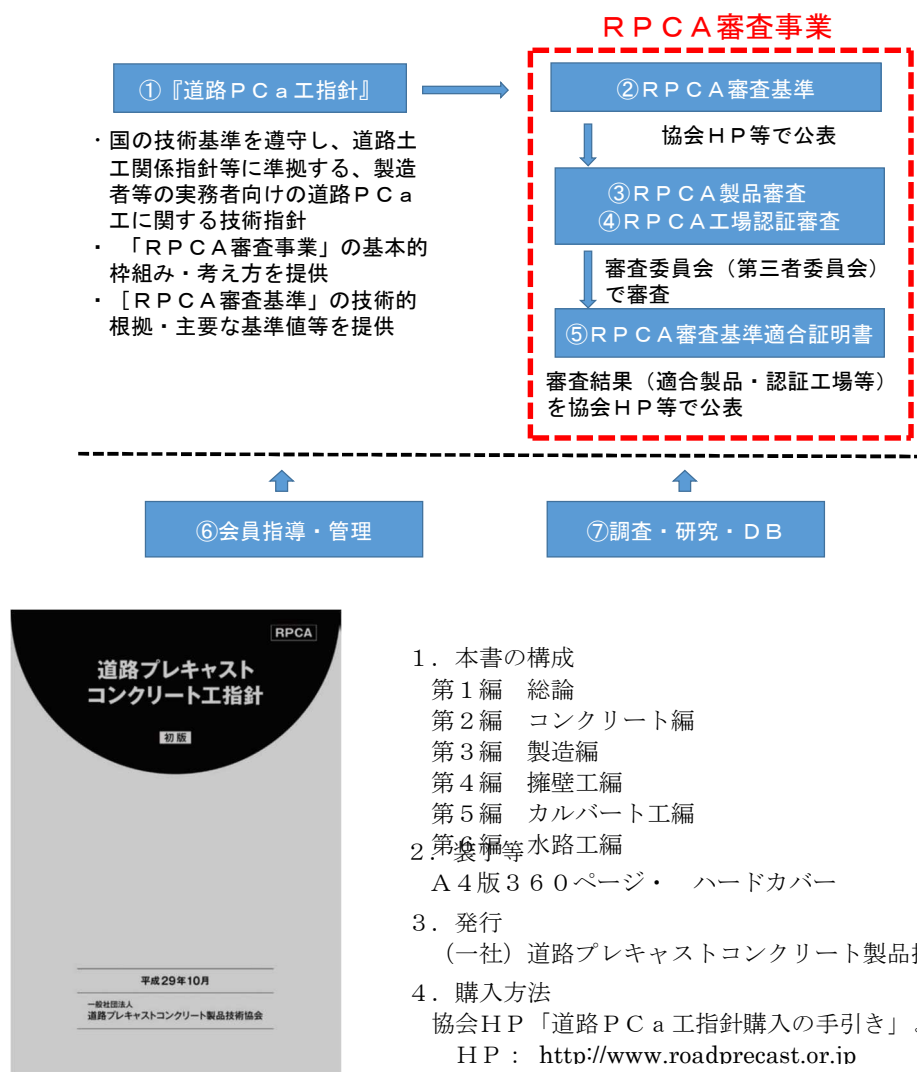 RPCA審査事業
①『道路PCa工指針』
②RPCA審査基準
・国の技術基準を遵守し、道路土
工関係指針等に準拠する、製造
者等の実務者向けの道路PCa
工に関する技術指針
・「RPCA審査事業」の基本的
枠組み・考え方を提供
・［RPCA審査基準」の技術的
根拠・主要な基準値等を提供
協会HP等で公表
③RPCA製品審査
④RPCA工場認証審査
審査委員会（第三者委員会）
で審査
⑤RPCA審査基準適合証明書
審査結果（適合製品・認証工場等）
を協会HP等で公表
⑥会員指導・管理
⑦調査・研究・DB
RPCA
道路プレキャスト
コンクリート工指針
初版
平成29年10月
一般社団法人
道路プレキャストコンクリート製品技術協会
1．本書の構成
第1編　総論
第2編　コンクリート編
第3編　製造編
第4編　擁壁工編
第5編　カルバート工編
第6編　水路工編
2．装丁等
A4版360ページ・　ハードカバー
3．発行
（一社）道路プレキャストコンクリート製品
4．購入方法
協会HP「道路PCa工指針購入の手引き」
HP： http://www.roadprecast.or.jp